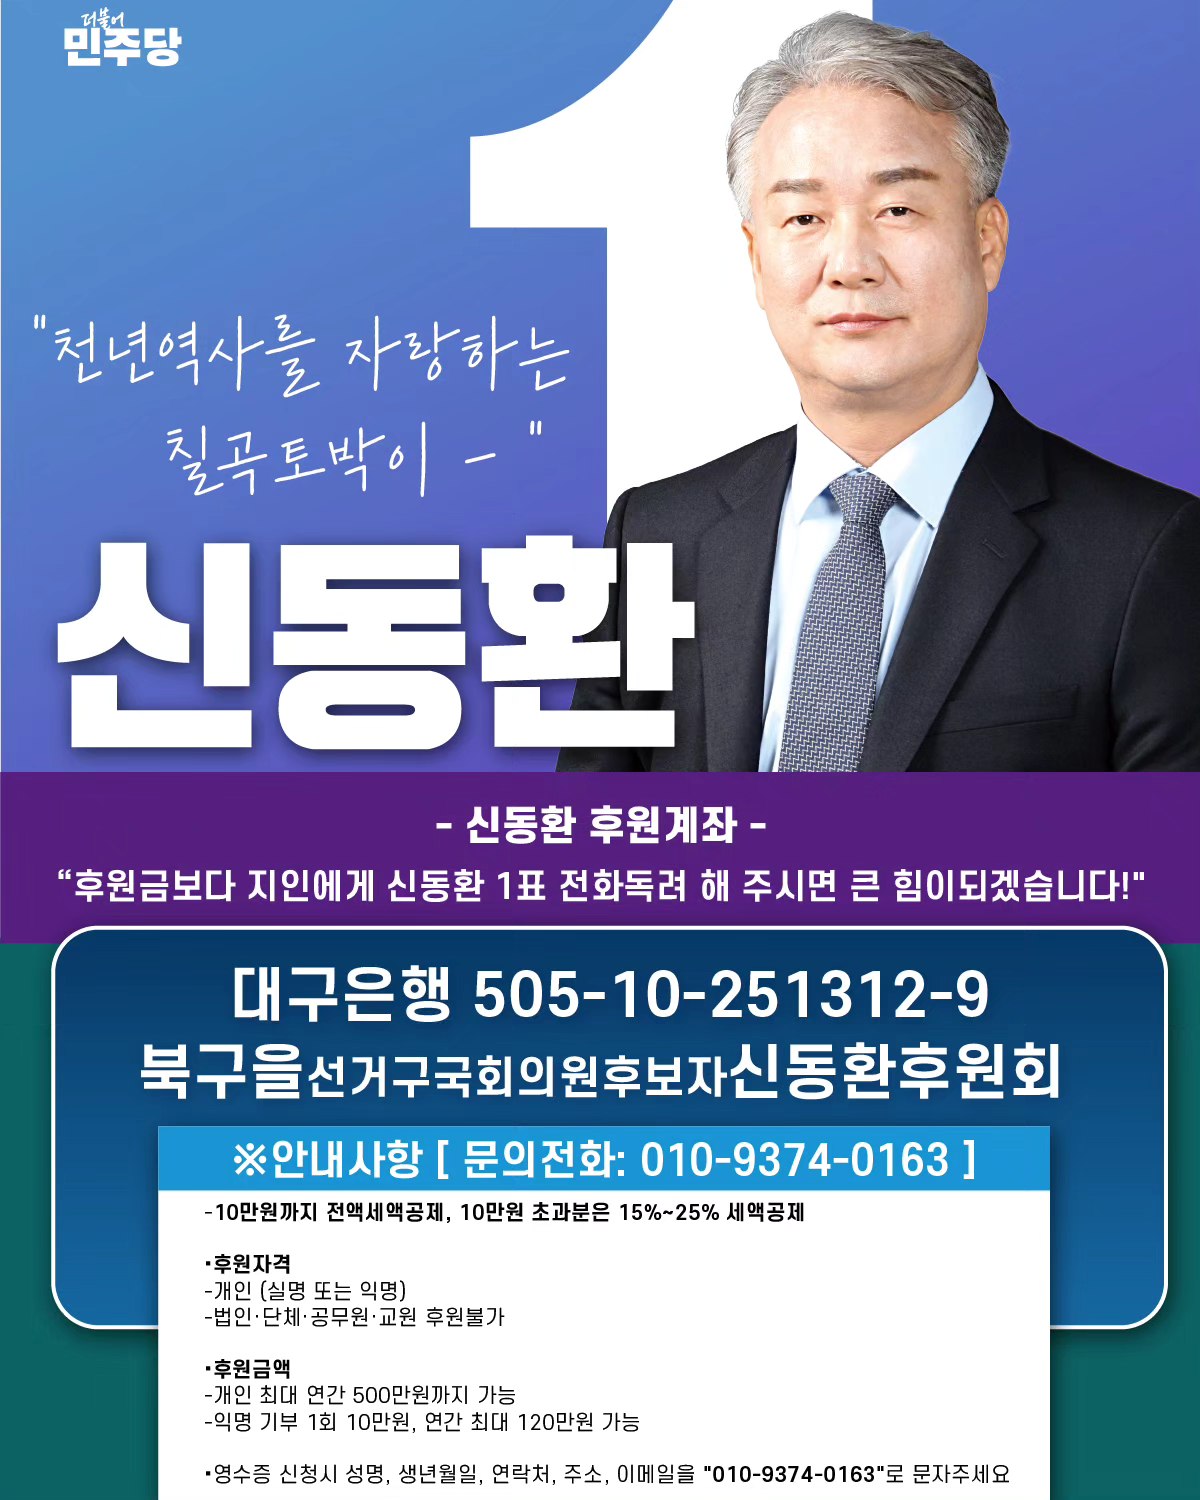 더불어
민주당
1
"천년역사를 자랑하는
칠곡토박이 - "
신동환
- 신동환 후원계좌 -
“후원금보다 지인에게 신동환 1표 전화독려 해 주시면 큰 힘이되겠습니다!"
대구은행 505-10-251312-9
북구을선거구국회의원후보자신동환후원회
※안내사항 [ 문의전화: 010-9374-0163 ]
-10만원까지 전액세액공제, 10만원 초과분은 15%~25% 세액공제
·후원자격
-개인 (실명 또는 익명)
-법인·단체·공무원·교원 후원불가
·후원금액
-개인 최대 연간 500만원까지 가능
-익명 기부 1회 10만원, 연간 최대 120만원 가능
·영수증 신청시 성명, 생년월일, 연락처, 주소, 이메일을 "010-9374-0163"로 문자주세요